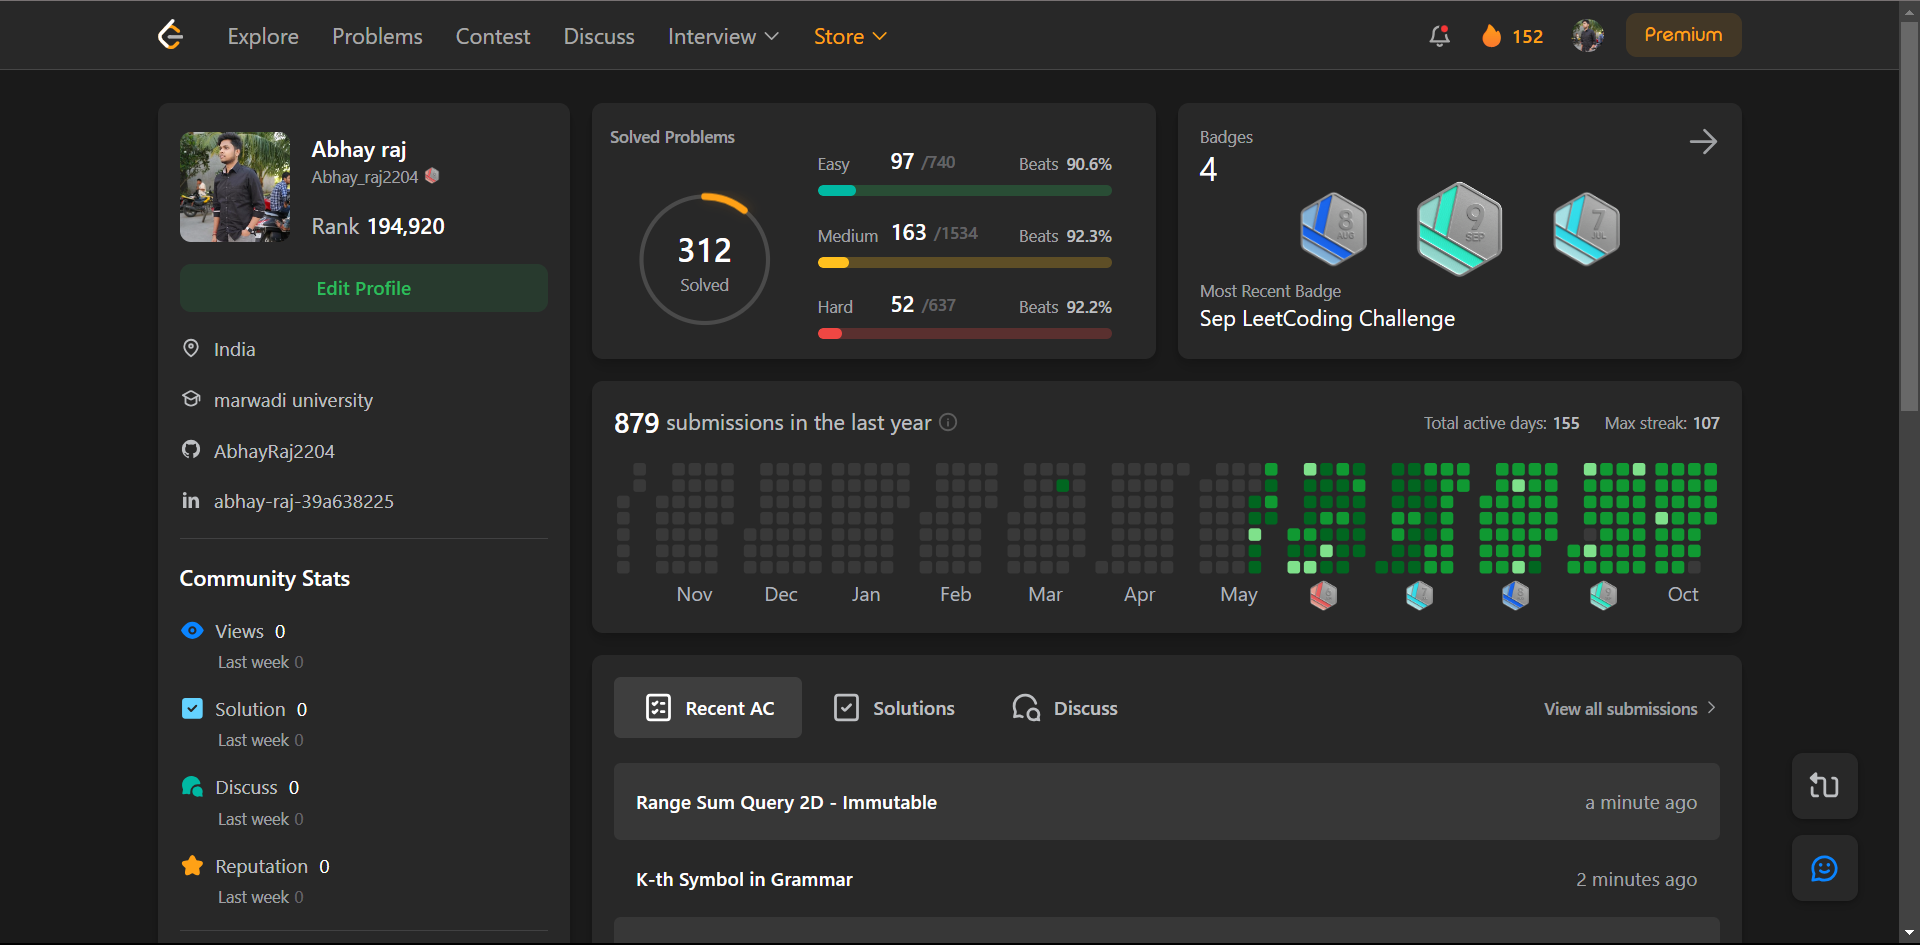 Explore Problems Contest Discuss Interview Store 152 Premium
Abhay raj
Abhay_raj2204
Rank 194,920
Edit Profile
India
marwadi university
AbhayRaj2204
abhay-raj-39a638225
Community Stats
Views 0
Last week 0
Solution 0
Last week 0
Discuss 0
Last week 0
Reputation 0
Last week 0
Solved Problems
312
Solved
Easy 97 /740 Beats 90.6%
Medium 163 /1534 Beats 92.3%
Hard 52 /637 Beats 92.2%
Badges
4
8
AUG
9
SEP
7
JUL
Most Recent Badge
Sep LeetCoding Challenge
879 submissions in the last year Total active days: 155 Max streak: 107
Nov Dec Jan Feb Mar Apr May Oct
Recent AC Solutions Discuss View all submissions
Range Sum Query 2D - Immutable a minute ago
K-th Symbol in Grammar 2 minutes ago